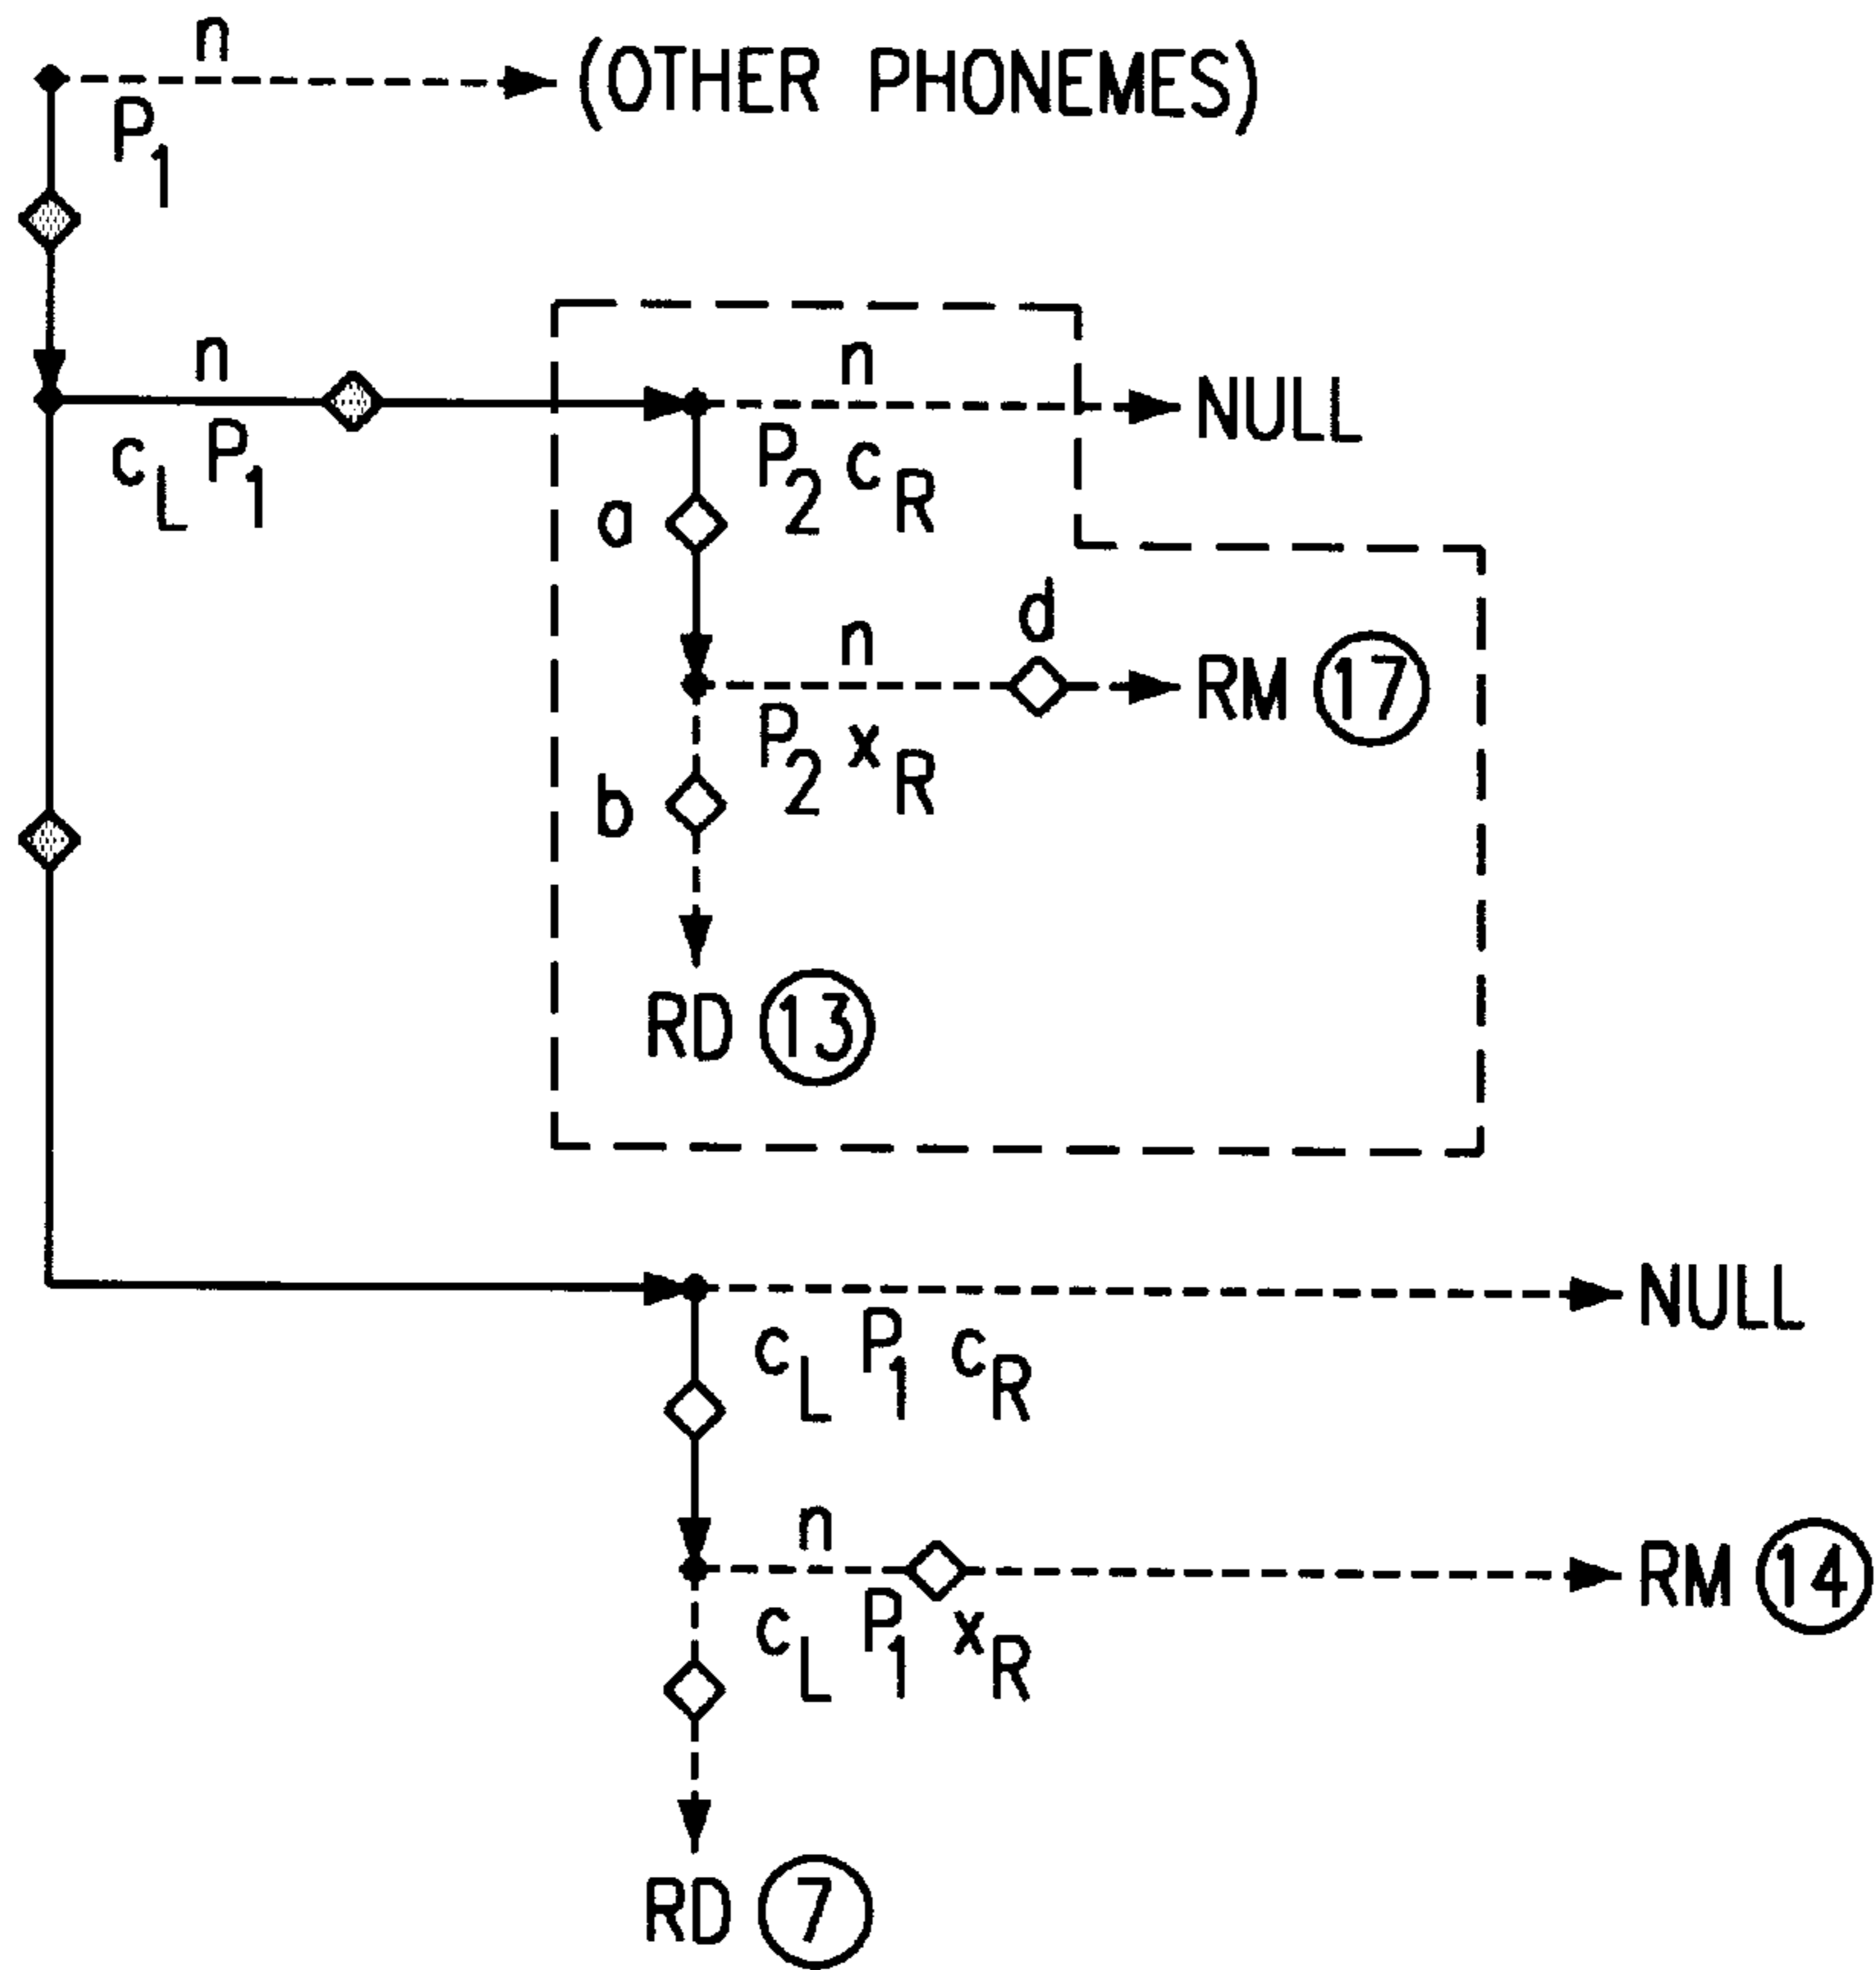 n
(OTHER PHONEMES)
P1
n
cL P1
n
NULL
P2 cR
a
n
d
RM 17
P2 xR
b
RD 13
NULL
cL P1 cR
n
RM 14
cL P1 xR
RD 7